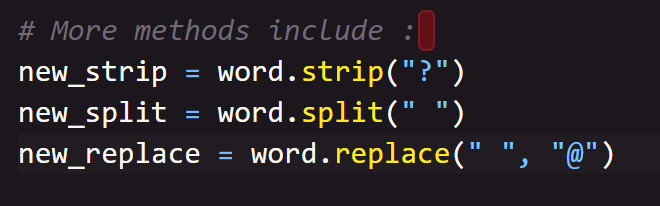 # More methods include :
new_strip = word.strip("?")
new_split = word.split(" ")
new_replace = word.replace(" ", "@")